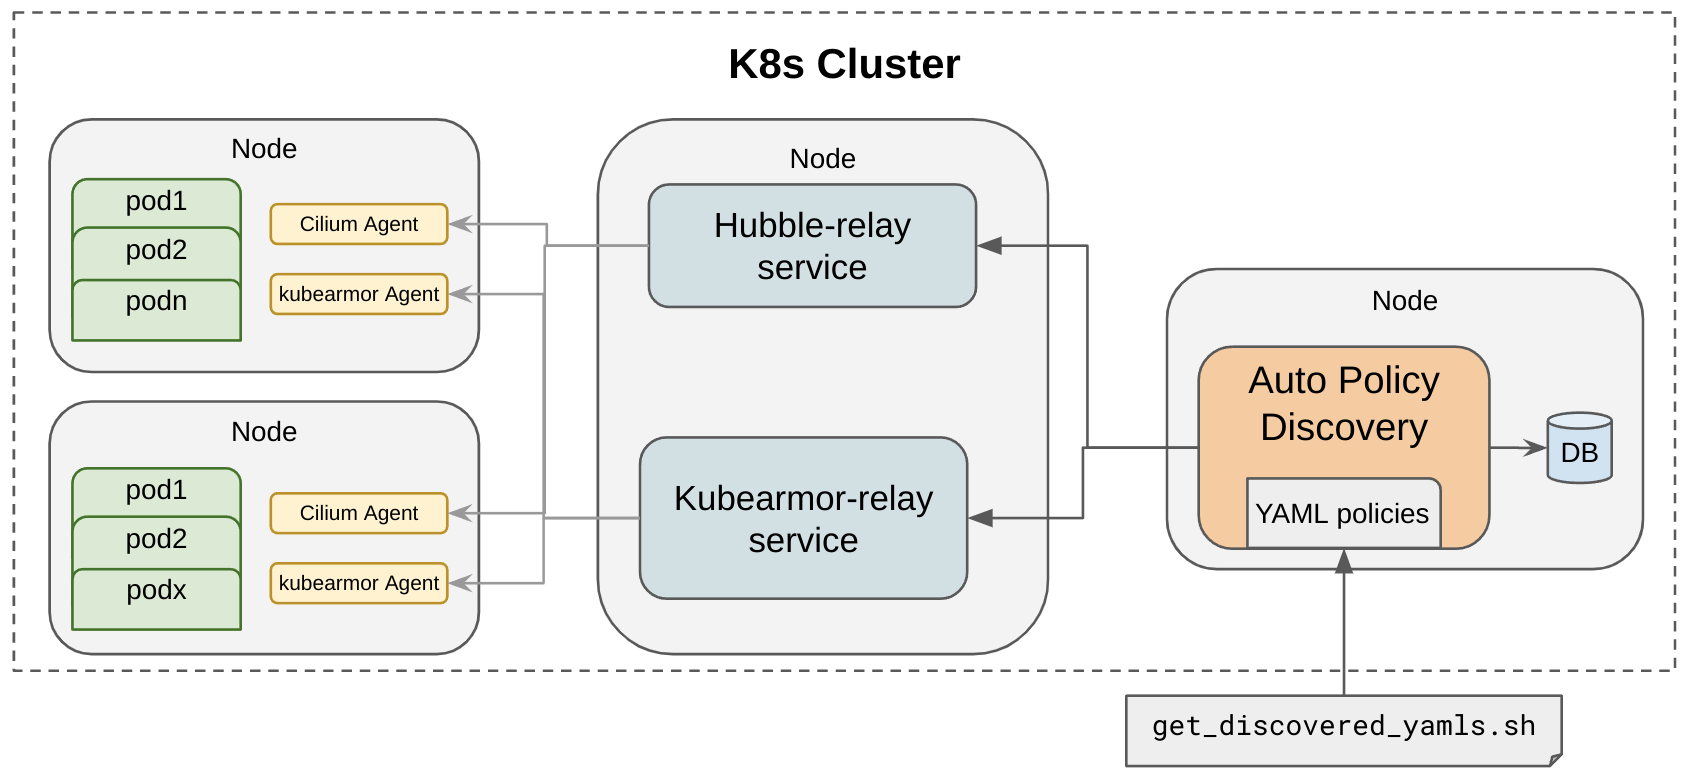 K8s Cluster
Node
pod1
pod2
podn
Cilium Agent
kubearmor Agent
Node
pod1
pod2
podx
Cilium Agent
kubearmor Agent
Node
Hubble-relay
service
Kubearmor-relay
service
Node
Auto Policy
Discovery
YAML policies
DB
get_discovered_yamls.sh